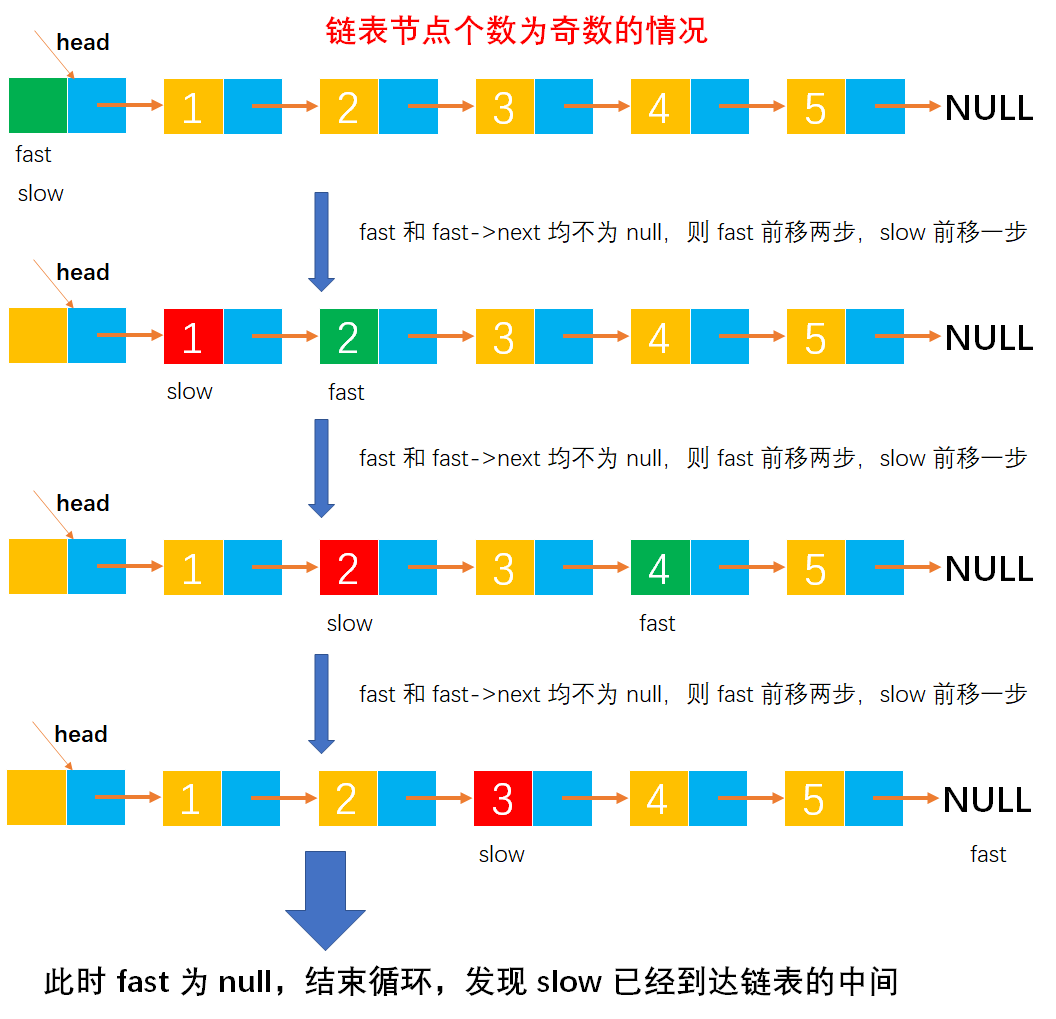 链表节点个数为奇数的情况
head
1 2 3 4 5 NULL
fast
slow
fast 和 fast->next 均不为 null，则 fast 前移两步，slow 前移一步
head
1 2 3 4 5 NULL
slow fast
fast 和 fast->next 均不为 null，则 fast 前移两步，slow 前移一步
head
1 2 3 4 5 NULL
slow fast
fast 和 fast->next 均不为 null，则 fast 前移两步，slow 前移一步
head
1 2 3 4 5 NULL
slow fast
此时 fast 为 null，结束循环，发现 slow 已经到达链表的中间